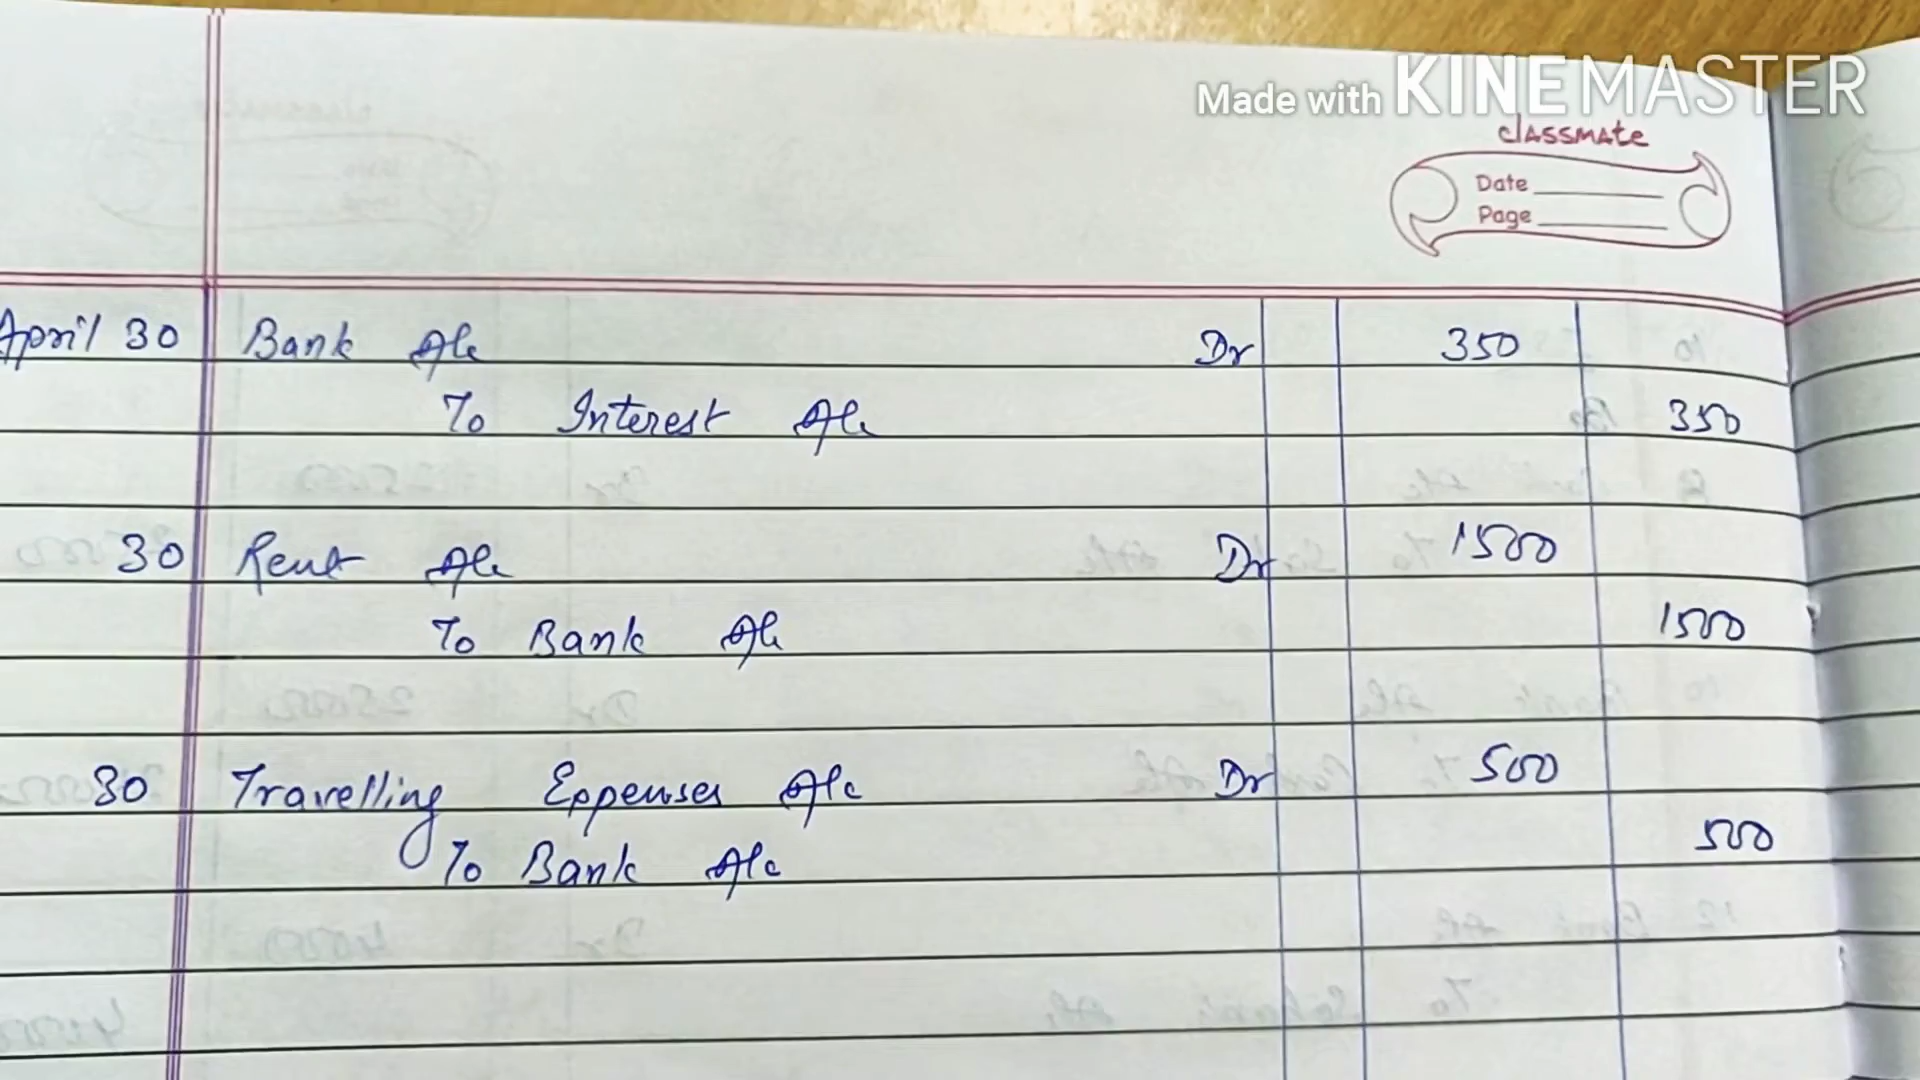 Made with KINEMASTER
classmate
Date
Page
April 30 Bank A/c Dr 350
To Interest A/c 350
30 Rent A/c Dr 1500
To Bank A/c 1500
30 Travelling Expenses A/c Dr 500
To Bank A/c 500